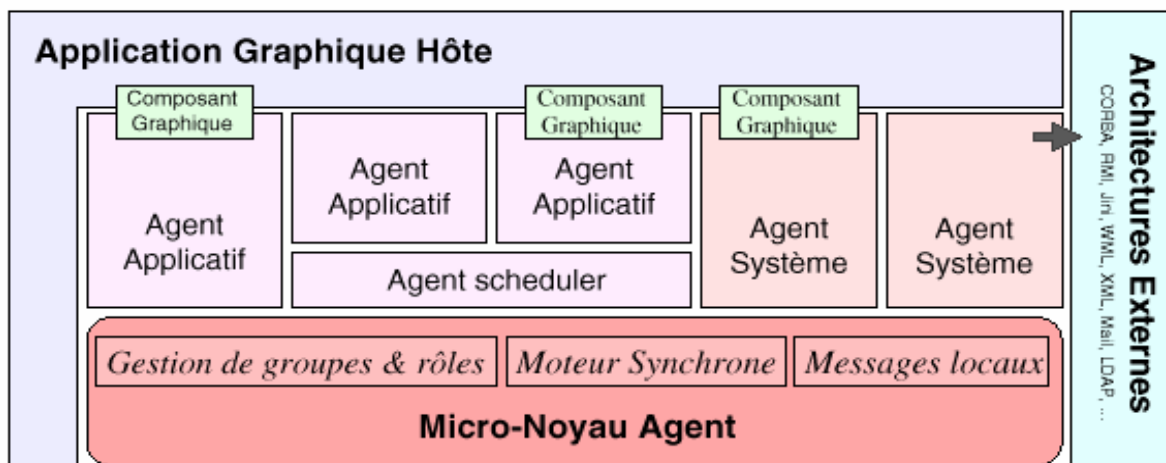 Application Graphique Hôte
Composant
Graphique
Composant
Graphique
Composant
Graphique
Agent
Applicatif
Agent
Applicatif
Agent
Applicatif
Agent
Système
Agent
Système
Agent scheduler
Gestion de groupes & rôles
Moteur Synchrone
Messages locaux
Micro-Noyau Agent
Architectures Externes
CORBA, RMI, Jini, WML, XML, Mail, LDAP, ...